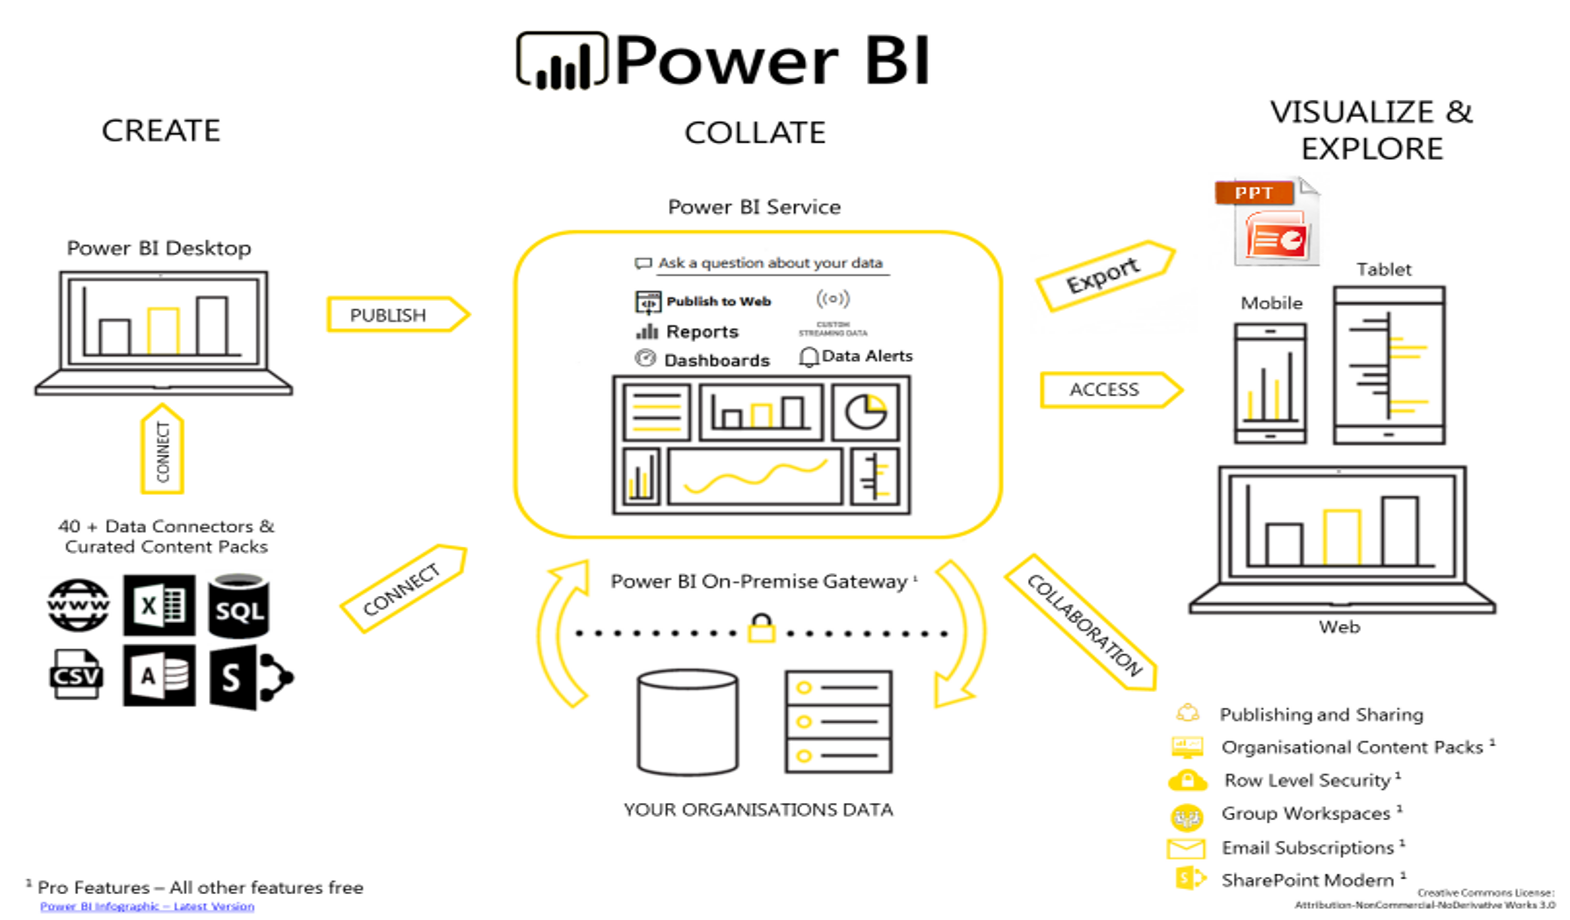 Power BI
CREATE
COLLATE
VISUALIZE &
EXPLORE
Power BI Desktop
PUBLISH
CONNECT
40 + Data Connectors &
Curated Content Packs
WWW
X
SQL
CSV
A
S
CONNECT
Power BI Service
Ask a question about your data
Publish to Web
Reports
CUSTOM
STREAMING DATA
Dashboards
Data Alerts
Power BI On-Premise Gateway ¹
YOUR ORGANISATIONS DATA
Export
ACCESS
COLLABORATION
PPT
Tablet
Mobile
Web
Publishing and Sharing
Organisational Content Packs ¹
Row Level Security ¹
Group Workspaces ¹
Email Subscriptions ¹
S
SharePoint Modern ¹
¹ Pro Features – All other features free
Power BI Infographic – Latest Version
Creative Commons License:
Attribution-NonCommercial-NoDerivative Works 3.0